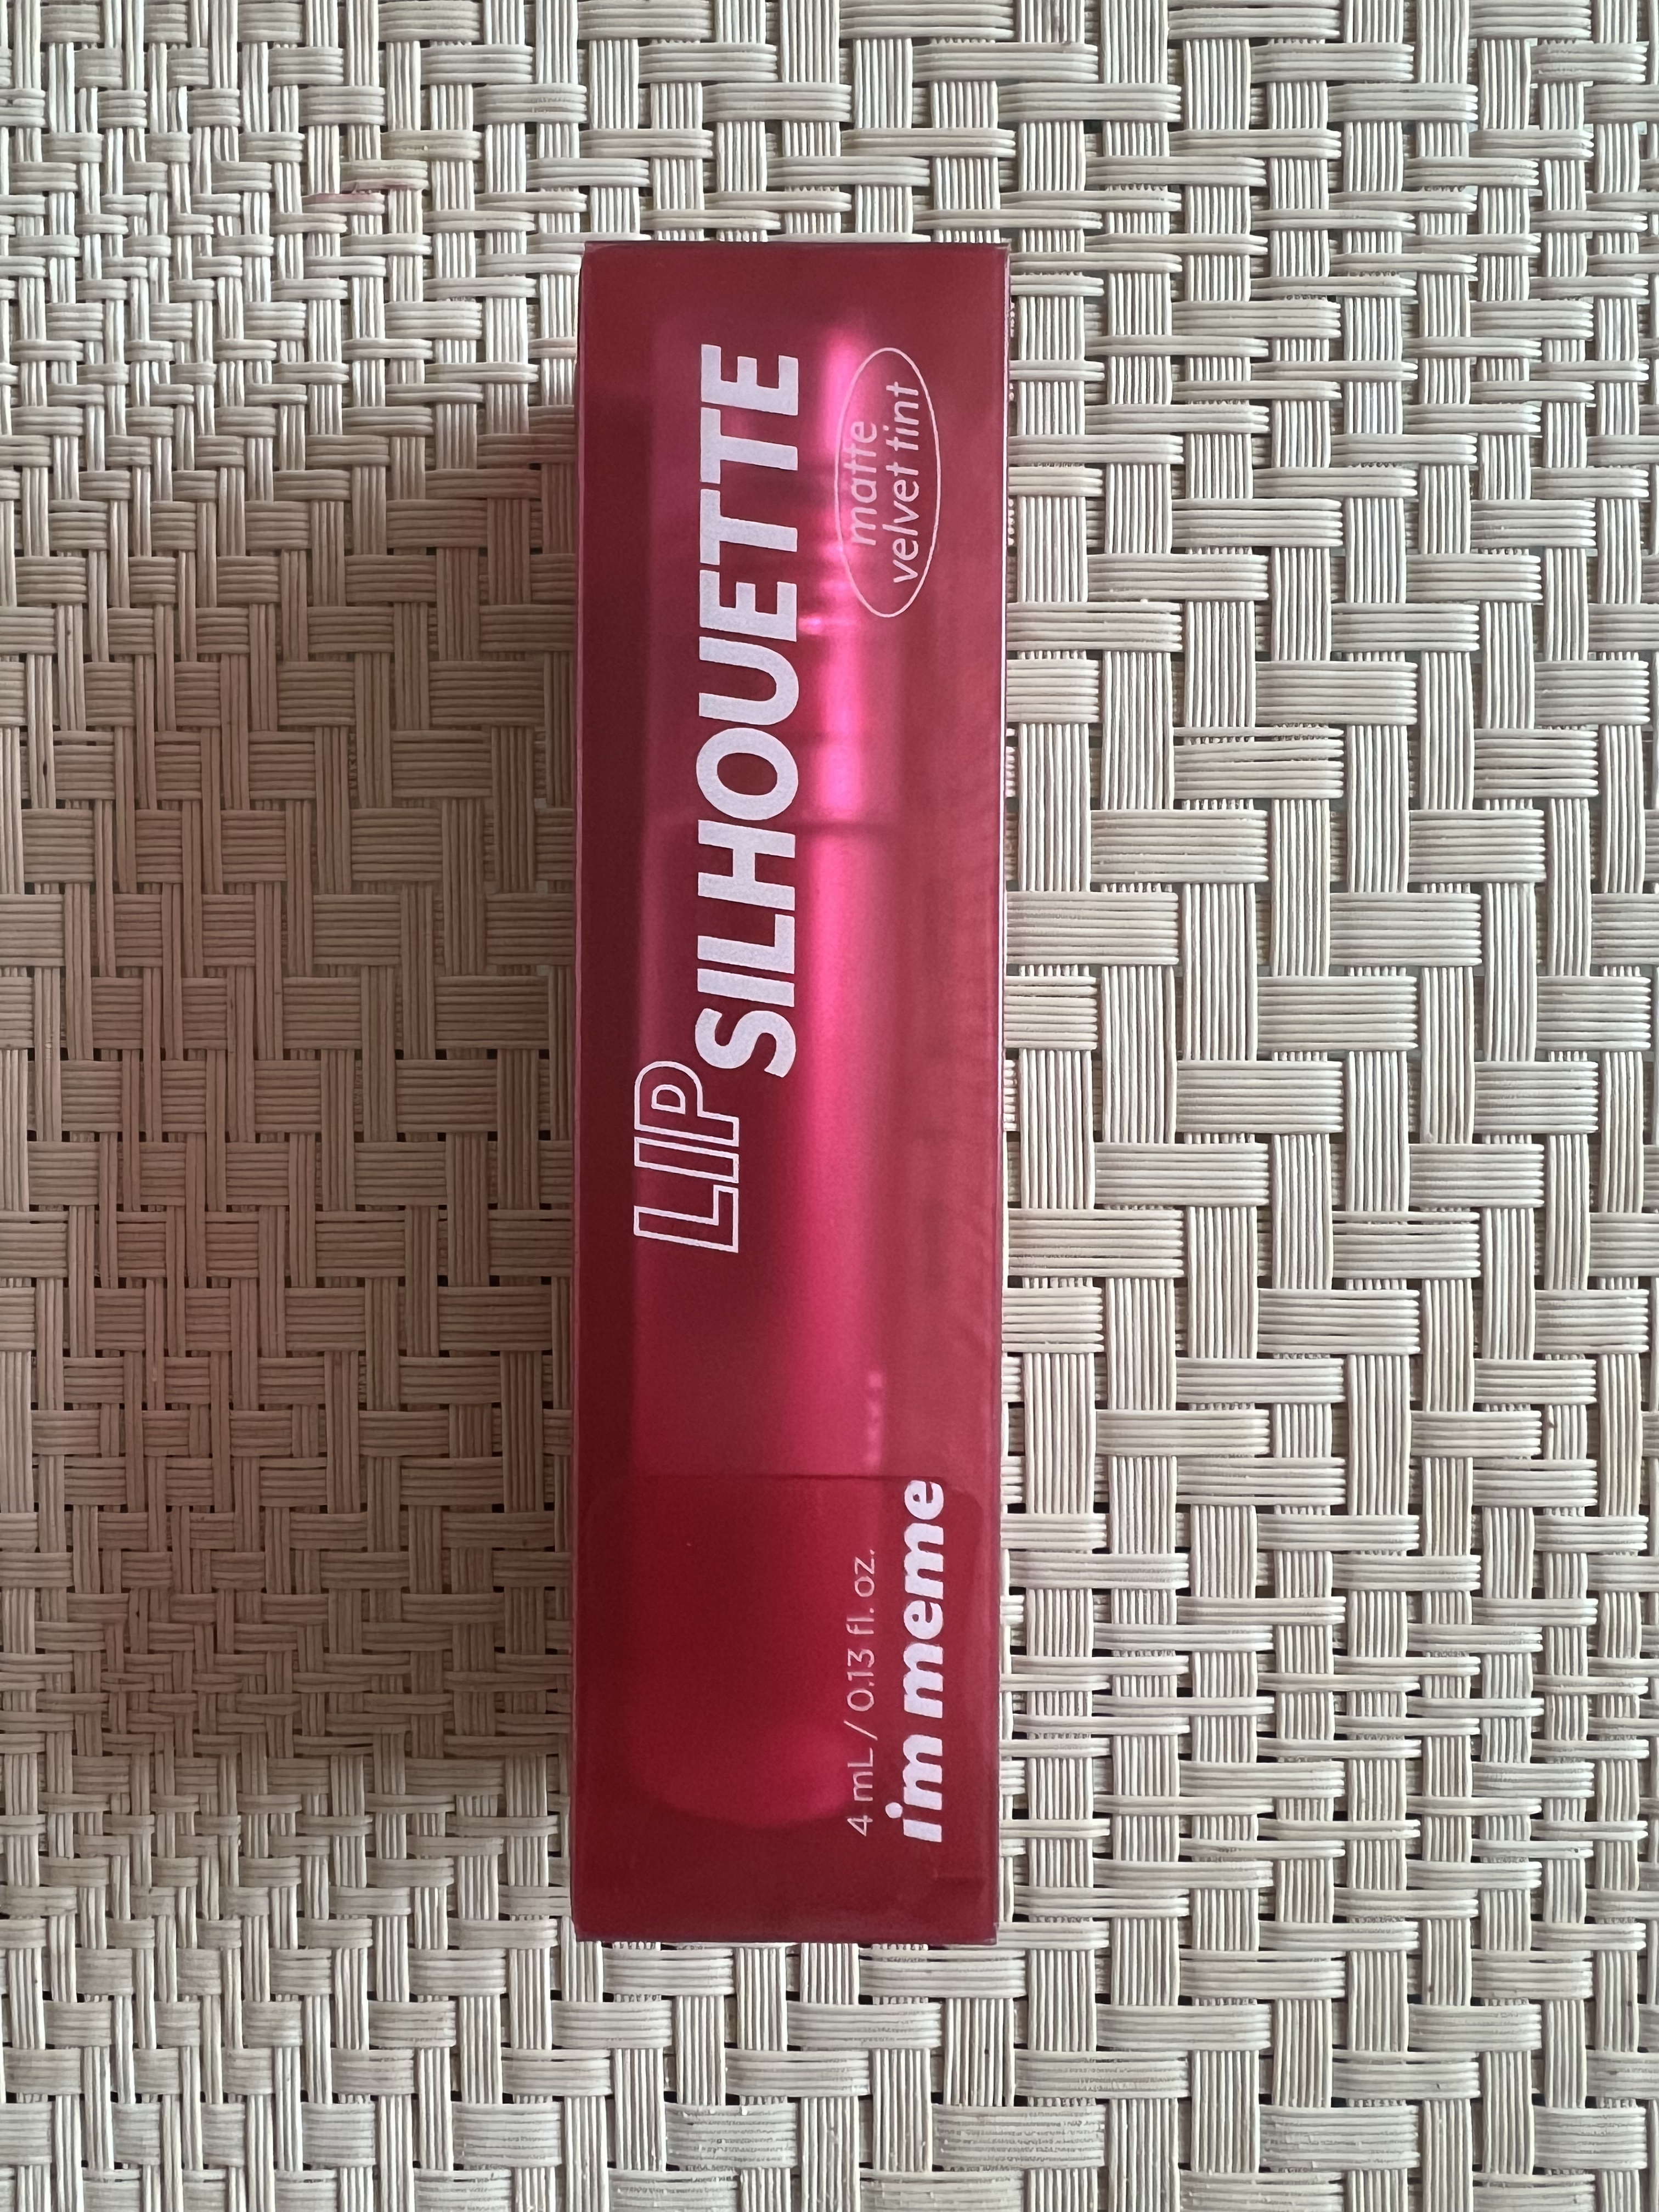 LIP
SILHOUETTE
matte
velvet tint
4 mL / 0.13 fl. oz.
i'm meme